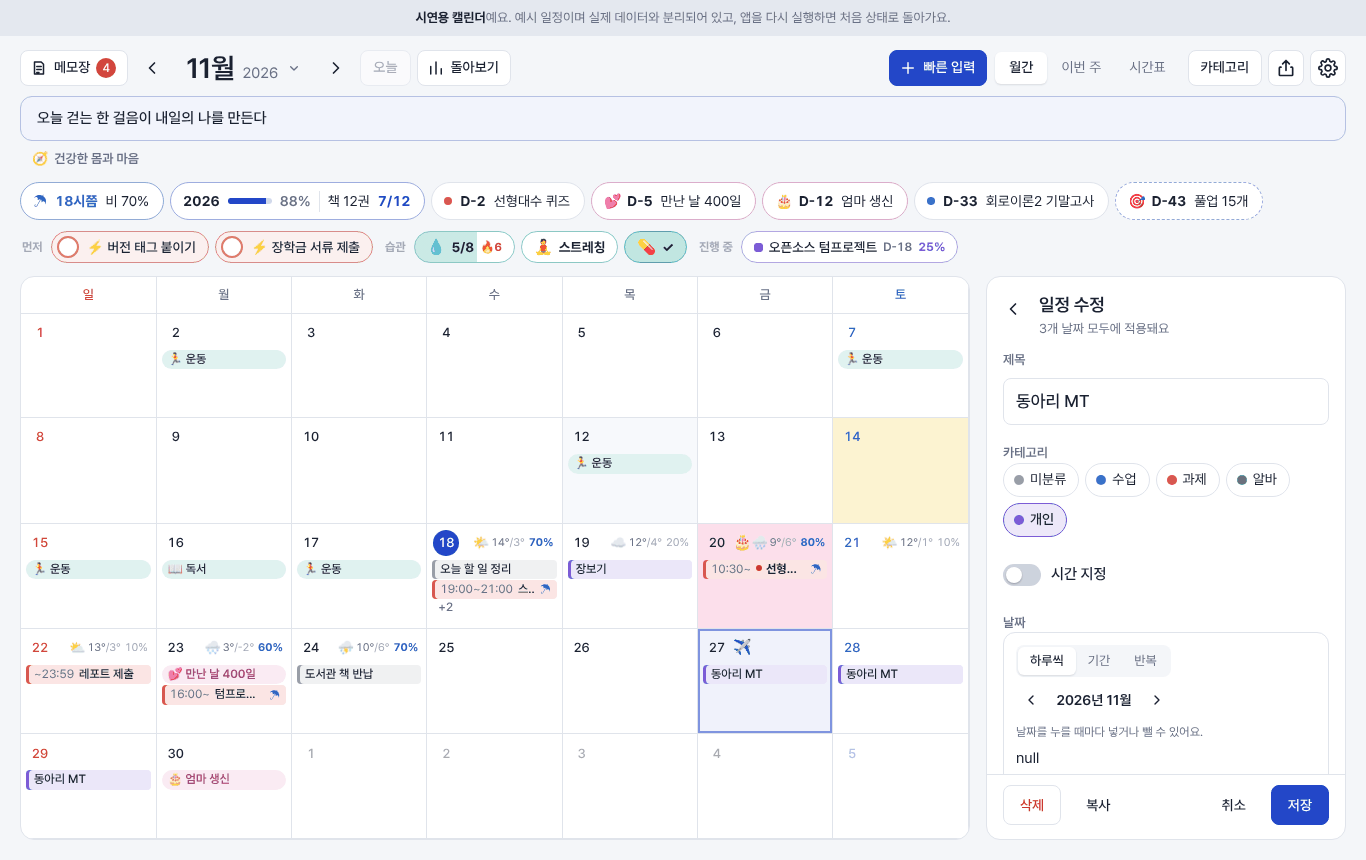 시연용 캘린더예요. 예시 일정이며 실제 데이터와 분리되어 있고, 앱을 다시 실행하면 처음 상태로 돌아가요.
메모장 4 11월 2026 오늘 돌아보기 빠른 입력 월간 이번 주 시간표 카테고리
오늘 걷는 한 걸음이 내일의 나를 만든다
건강한 몸과 마음
18시쯤 비 70% 2026 88% 책 12권 7/12 D-2 선형대수 퀴즈 D-5 만난 날 400일 D-12 엄마 생신 D-33 회로이론2 기말고사 D-43 풀업 15개
먼저 버전 태그 붙이기 장학금 서류 제출 습관 5/8 6 스트레칭 진행 중 오픈소스 텀프로젝트 D-18 25%
일 월 화 수 목 금 토
1 2 3 4 5 6 7
운동 운동
8 9 10 11 12 13 14
운동
15 16 17 18 14°/3° 70% 19 12°/4° 20% 20 9°/6° 80% 21 12°/1° 10%
운동 독서 운동 오늘 할 일 정리 장보기 10:30~ 선형...
19:00~21:00 스..
+2
22 13°/3° 10% 23 3°/-2° 60% 24 10°/6° 70% 25 26 27 28
~23:59 레포트 제출 만난 날 400일 도서관 책 반납 동아리 MT 동아리 MT
16:00~ 텀프로...
29 30 1 2 3 4 5
동아리 MT 엄마 생신
일정 수정
3개 날짜 모두에 적용돼요
제목
동아리 MT
카테고리
미분류 수업 과제 알바
개인
시간 지정
날짜
하루씩 기간 반복
2026년 11월
날짜를 누를 때마다 넣거나 뺄 수 있어요.
null
삭제 복사 취소 저장